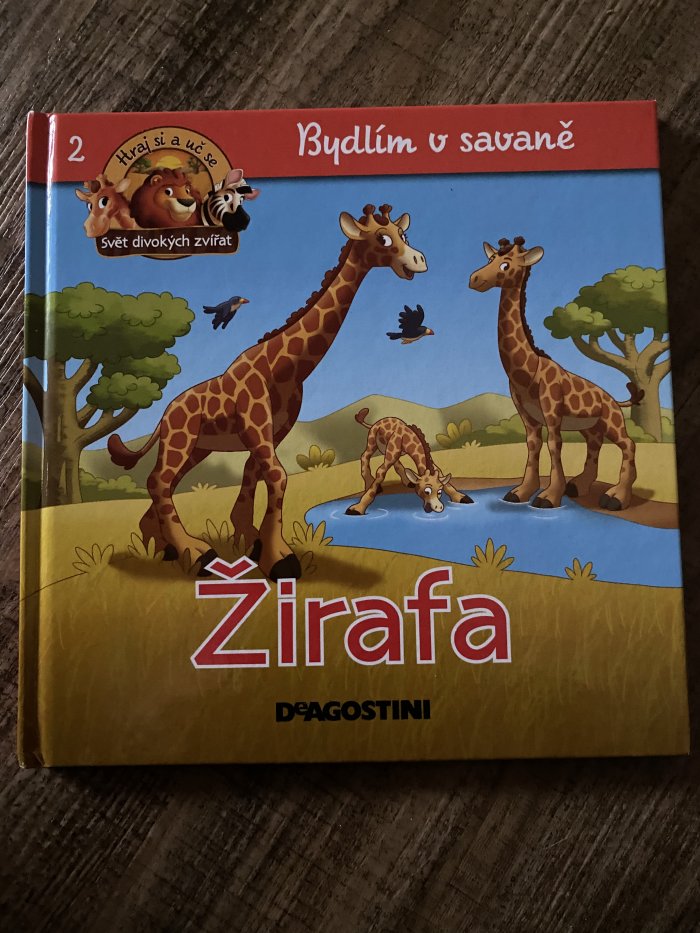 2
Bydlím v savaně
Hraj si a uč se
Svět divokých zvířat
Žirafa
DeAGOSTINI